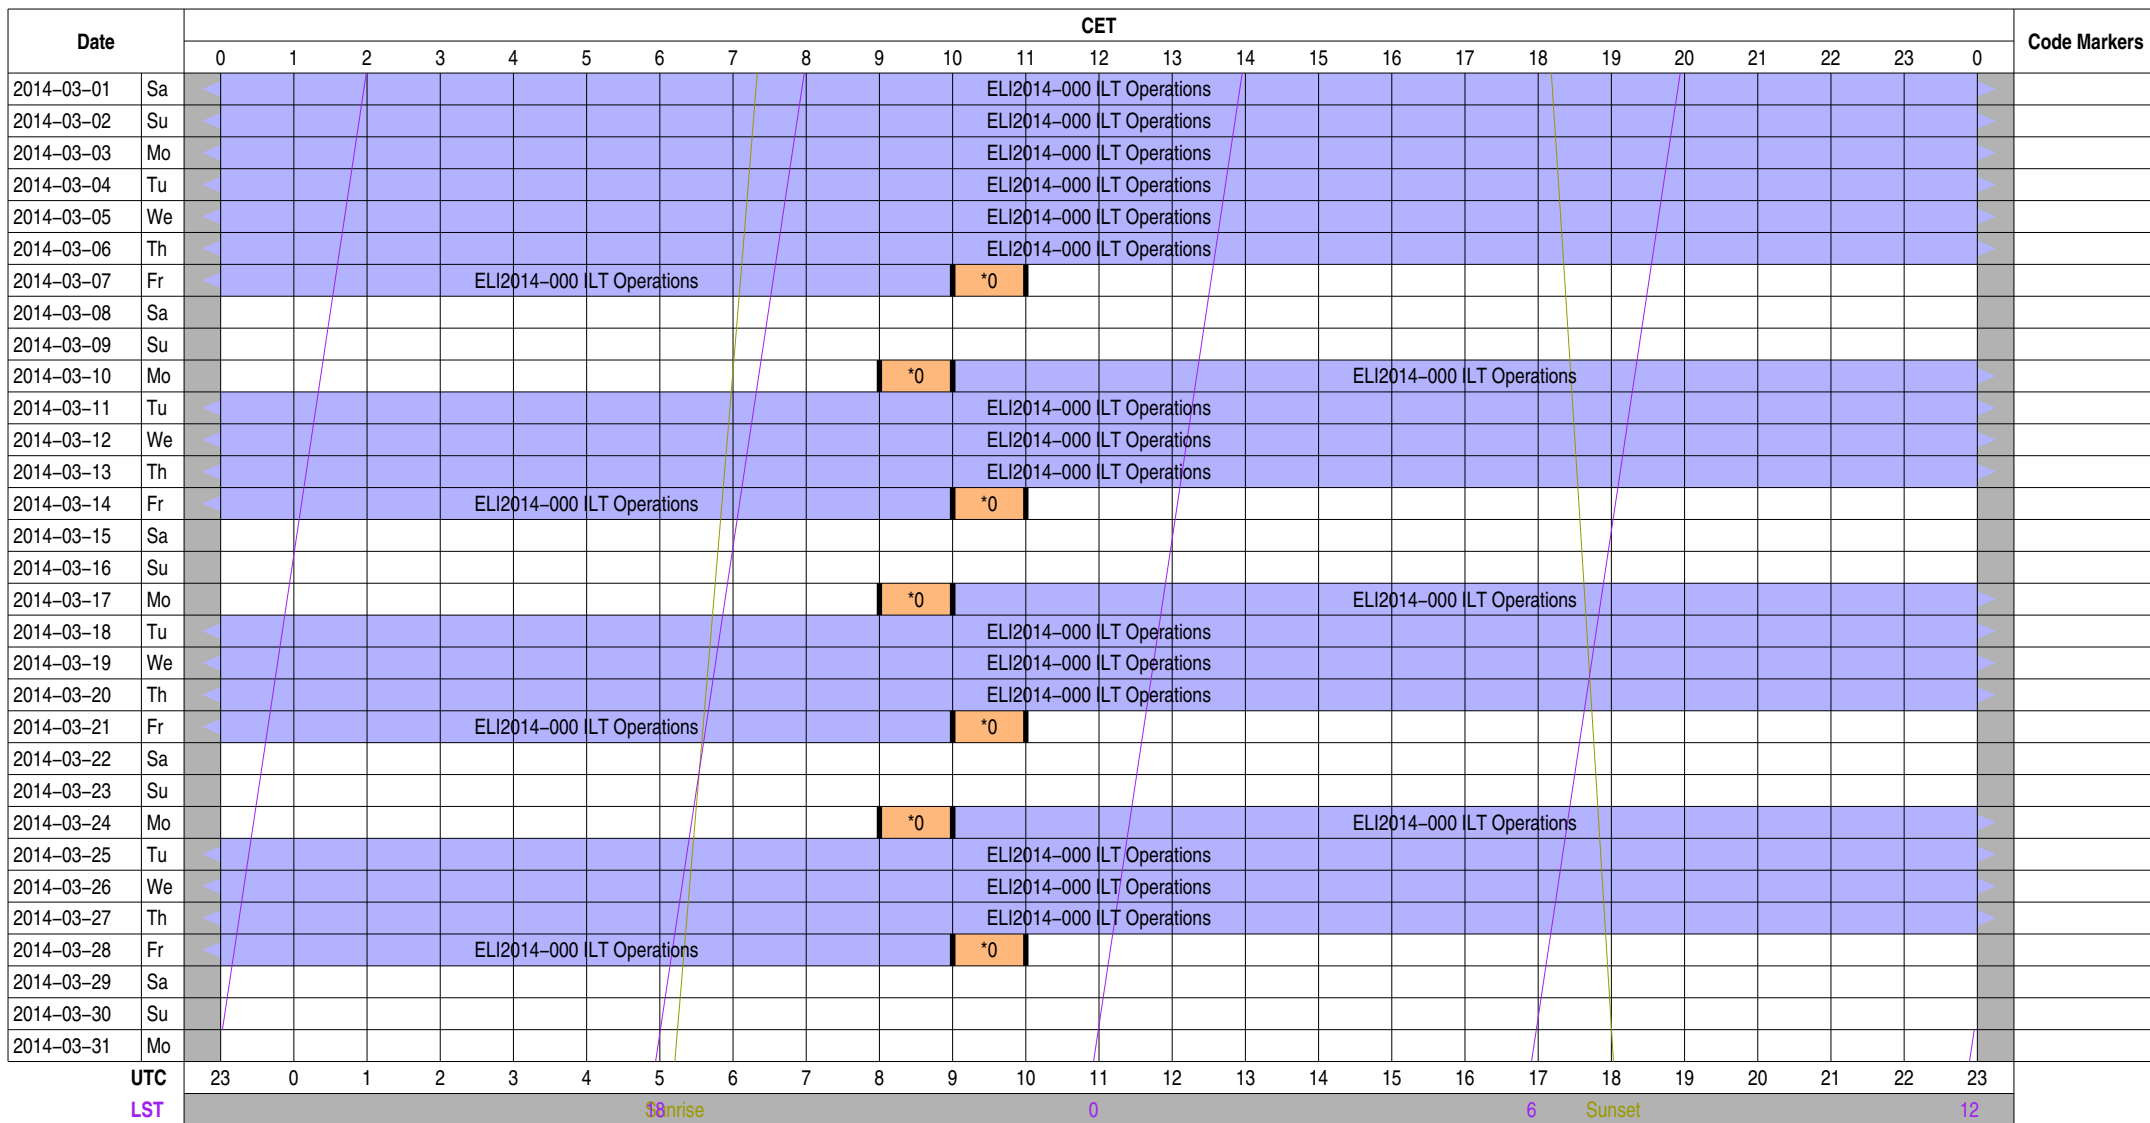 Date CET Code Markers
0 1 2 3 4 5 6 7 8 9 10 11 12 13 14 15 16 17 18 19 20 21 22 23 0
2014−03−01 Sa ELI2014−000 ILT Operations
2014−03−02 Su ELI2014−000 ILT Operations
2014−03−03 Mo ELI2014−000 ILT Operations
2014−03−04 Tu ELI2014−000 ILT Operations
2014−03−05 We ELI2014−000 ILT Operations
2014−03−06 Th ELI2014−000 ILT Operations
2014−03−07 Fr ELI2014−000 ILT Operations *0
2014−03−08 Sa
2014−03−09 Su
2014−03−10 Mo *0 ELI2014−000 ILT Operations
2014−03−11 Tu ELI2014−000 ILT Operations
2014−03−12 We ELI2014−000 ILT Operations
2014−03−13 Th ELI2014−000 ILT Operations
2014−03−14 Fr ELI2014−000 ILT Operations *0
2014−03−15 Sa
2014−03−16 Su
2014−03−17 Mo *0 ELI2014−000 ILT Operations
2014−03−18 Tu ELI2014−000 ILT Operations
2014−03−19 We ELI2014−000 ILT Operations
2014−03−20 Th ELI2014−000 ILT Operations
2014−03−21 Fr ELI2014−000 ILT Operations *0
2014−03−22 Sa
2014−03−23 Su
2014−03−24 Mo *0 ELI2014−000 ILT Operations
2014−03−25 Tu ELI2014−000 ILT Operations
2014−03−26 We ELI2014−000 ILT Operations
2014−03−27 Th ELI2014−000 ILT Operations
2014−03−28 Fr ELI2014−000 ILT Operations *0
2014−03−29 Sa
2014−03−30 Su
2014−03−31 Mo
UTC 23 0 1 2 3 4 5 6 7 8 9 10 11 12 13 14 15 16 17 18 19 20 21 22 23
LST 18 Sunrise 0 6 Sunset 12